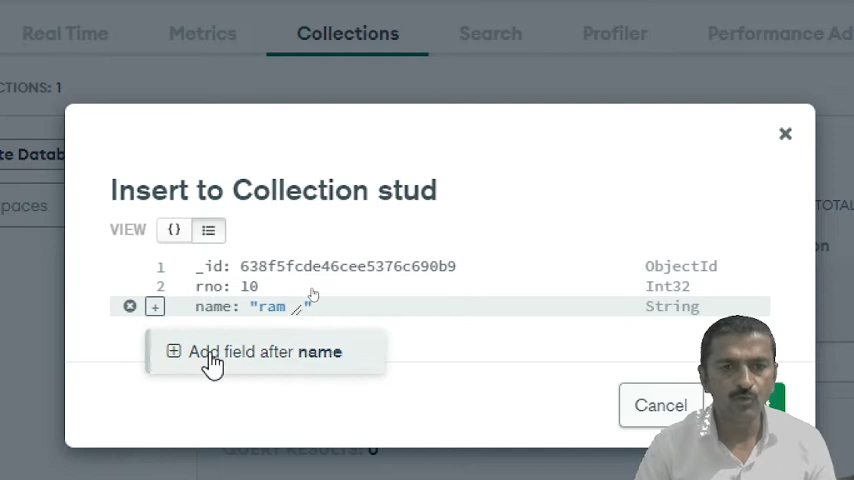 Real Time Metrics Collections Search Profiler Performance Ad
CTIONS: 1
te Datab
paces
TOTAL
on
Insert to Collection stud
VIEW {}
1 _id: 638f5fcde46cee5376c690b9 ObjectId
2 rno: 10 Int32
+ name: "ram " String
Add field after name
Cancel
QUERY RESULTS: 0